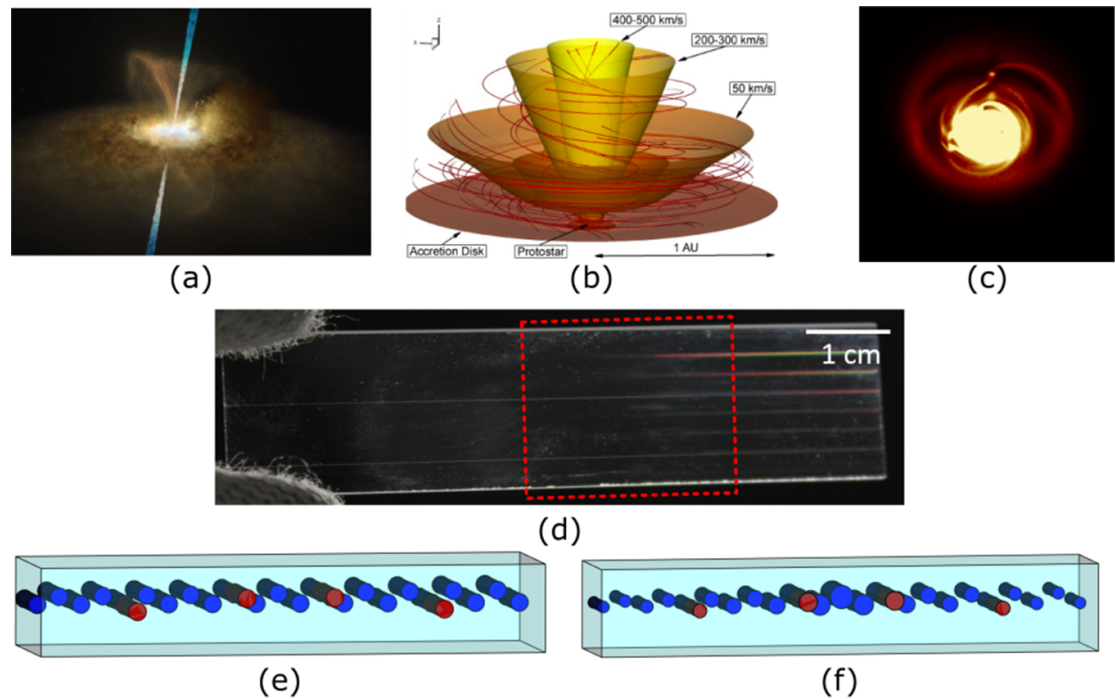 400-500 km/s
200-300 km/s
50 km/s
z
x
Accretion Disk
Protostar
1 AU
(a)
(b)
(c)
1 cm
(d)
(e)
(f)